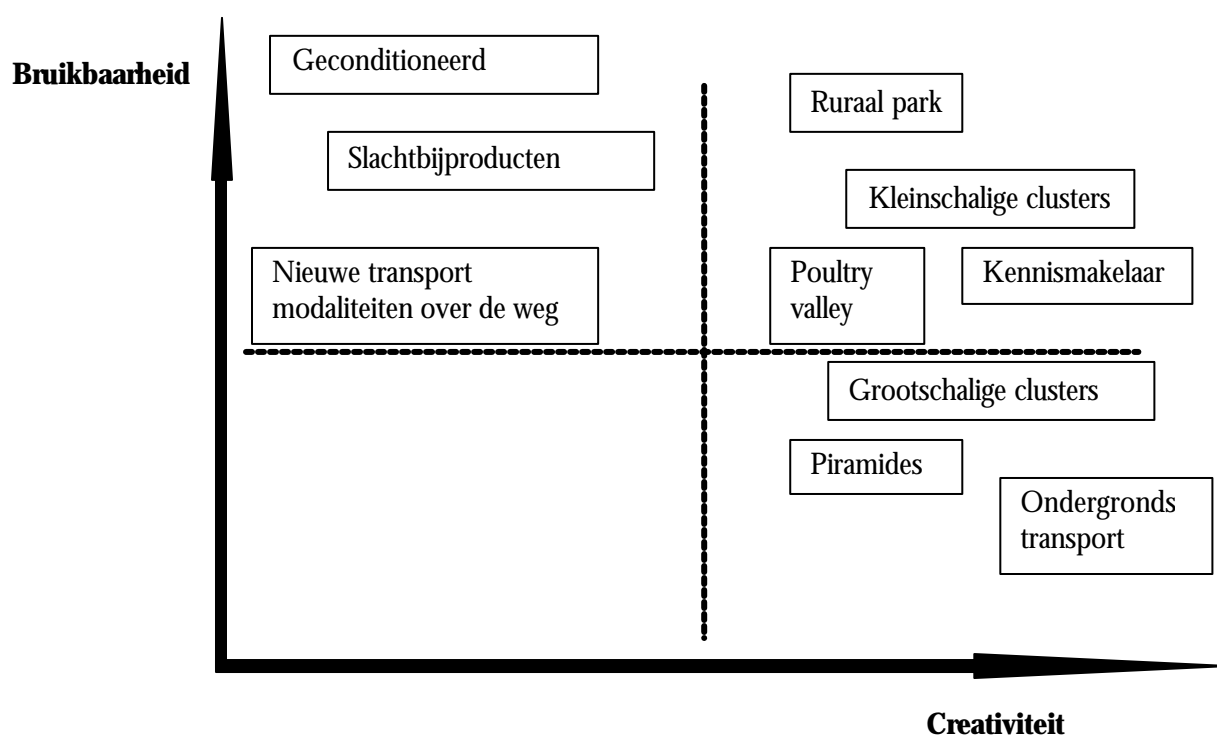 Geconditioneerd
Bruikbaarheid
Ruraal park
Slachtbijproducten
Kleinschalige clusters
Nieuwe transport
modaliteiten over de weg
Poultry
valley
Kennismakelaar
Grootschalige clusters
Piramides
Ondergronds
transport
Creativiteit